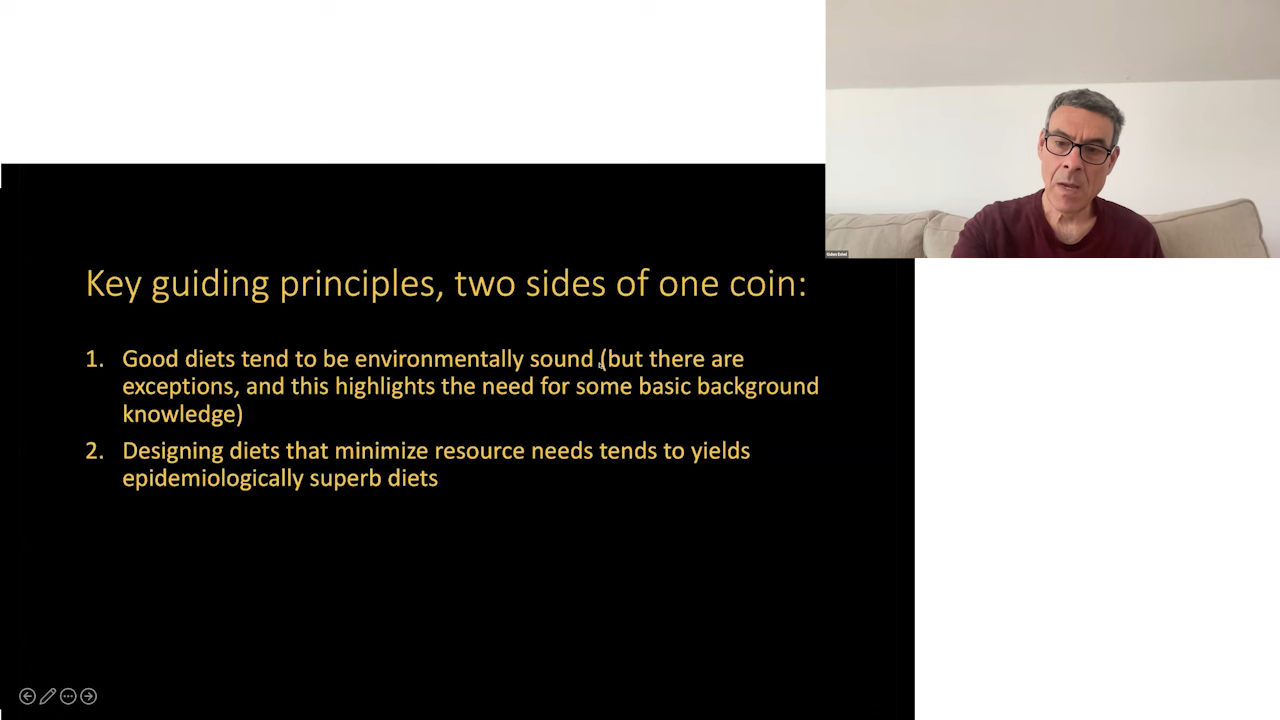 Gidon Eshel
Key guiding principles, two sides of one coin:
1. Good diets tend to be environmentally sound (but there are
exceptions, and this highlights the need for some basic background
knowledge)
2. Designing diets that minimize resource needs tends to yields
epidemiologically superb diets